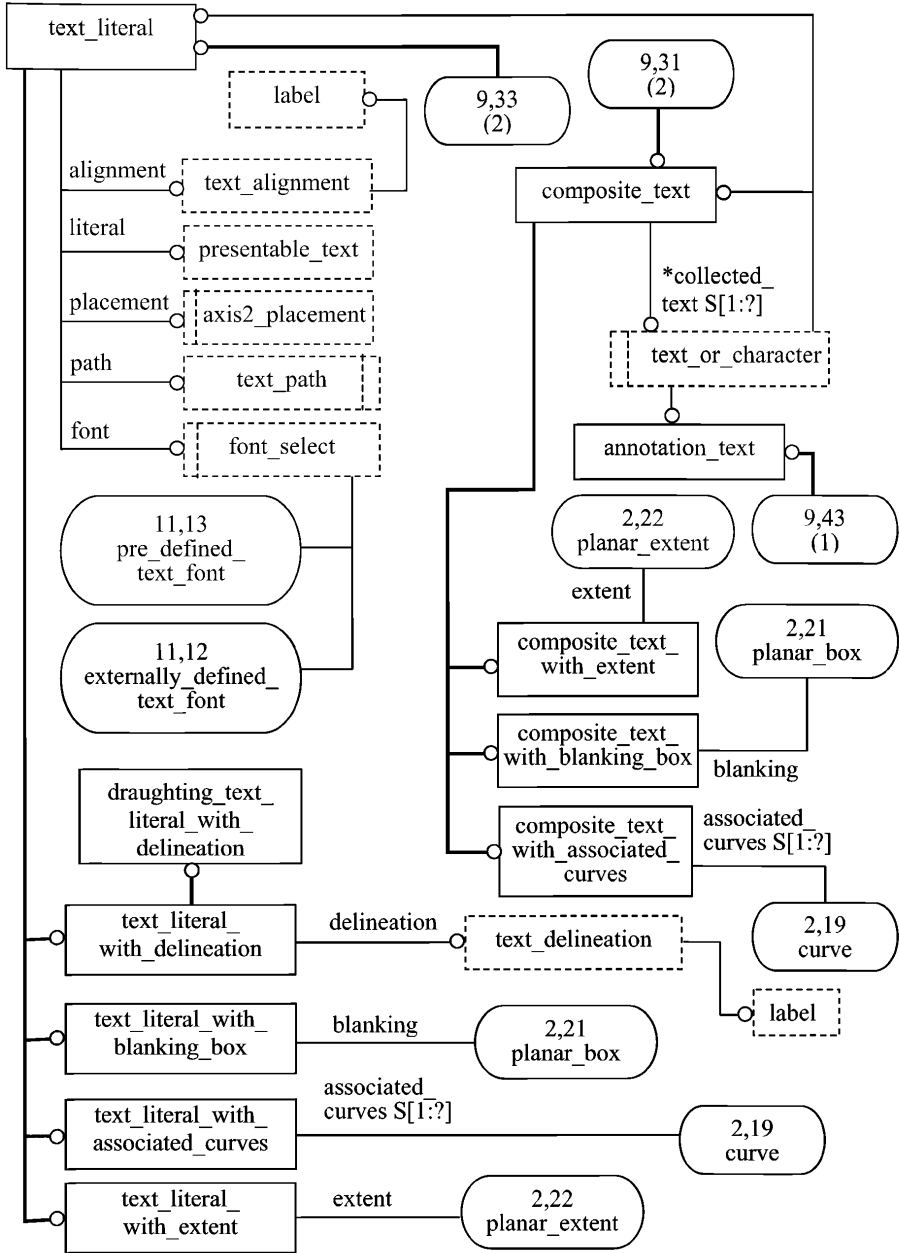 text_literal
9,33
(2)
9,31
(2)
label
alignment
text_alignment
composite_text
literal
presentable_text
*collected_
text S[1:?]
placement
axis2_placement
text_or_character
path
text_path
font
font_select
annotation_text
11,13
pre_defined_
text_font
2,22
planar_extent
9,43
(1)
extent
11,12
externally_defined_
text_font
composite_text_
with_extent
2,21
planar_box
composite_text_
with_blanking_box
blanking
draughting_text_
literal_with_
delineation
composite_text_
with_associated_
curves
associated_
curves S[1:?]
text_literal_
with_delineation
delineation
text_delineation
2,19
curve
label
text_literal_with_
blanking_box
blanking
2,21
planar_box
text_literal_with_
associated_curves
associated_
curves S[1:?]
2,19
curve
text_literal_
with_extent
extent
2,22
planar_extent